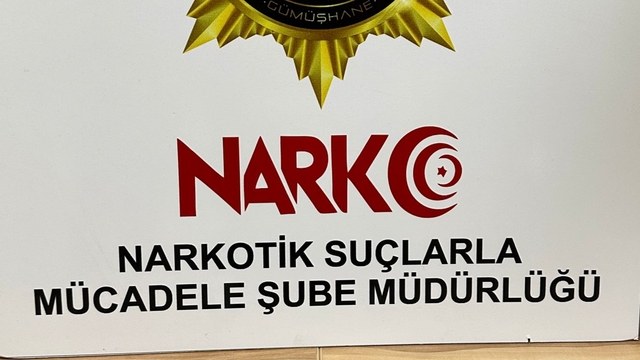 GÜMÜŞHANE
NARKO
NARKOTİK SUÇLARLA
MÜCADELE ŞUBE MÜDÜRLÜĞÜ